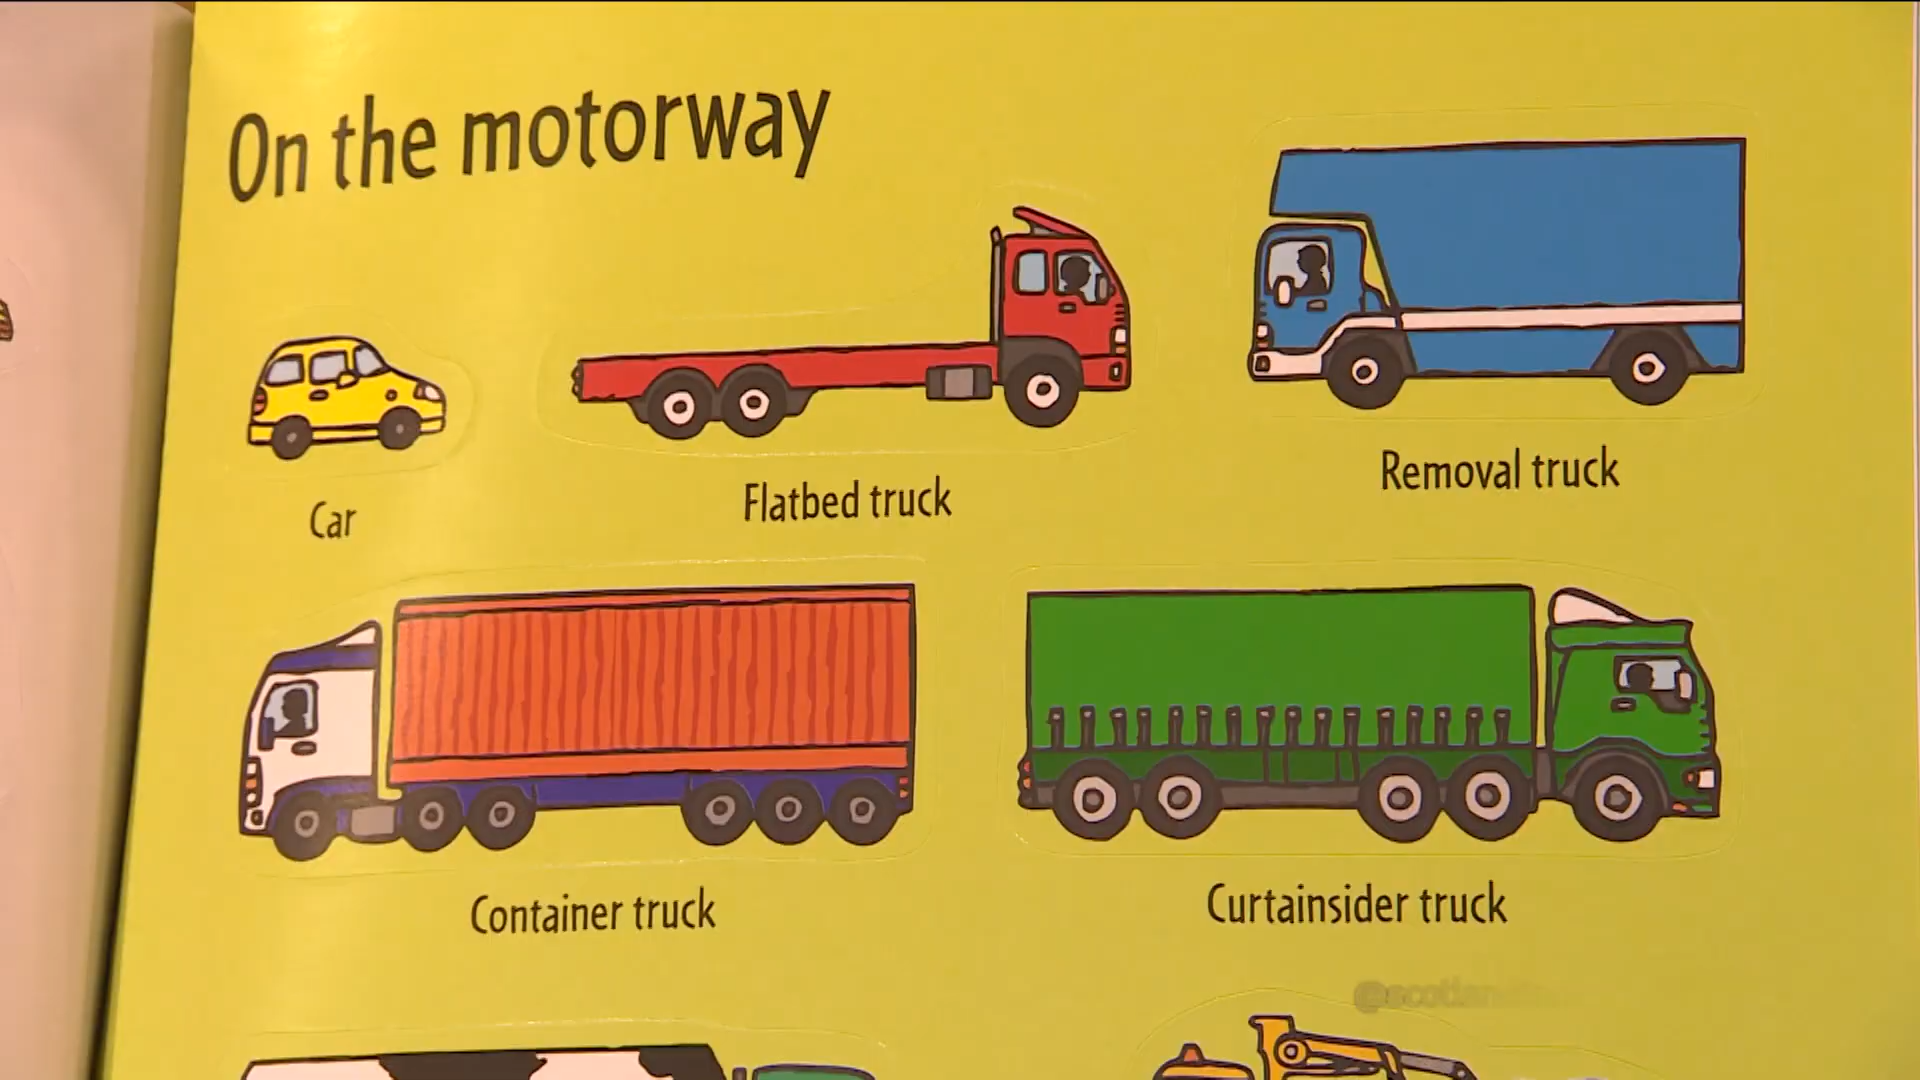 On the motorway
Car
Flatbed truck
Removal truck
Container truck
Curtainsider truck